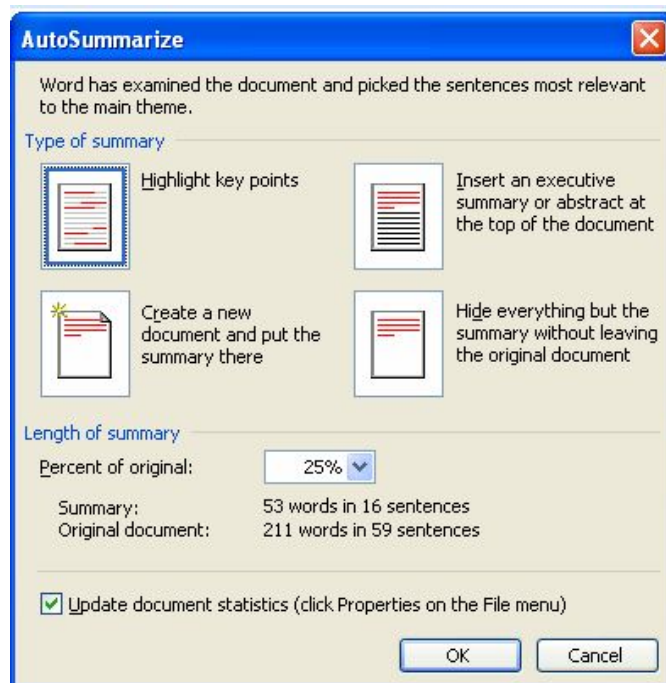 AutoSummarize
Word has examined the document and picked the sentences most relevant
to the main theme.
Type of summary
Highlight key points
Insert an executive
summary or abstract at
the top of the document
Create a new
document and put the
summary there
Hide everything but the
summary without leaving
the original document
Length of summary
Percent of original: 25%
Summary: 53 words in 16 sentences
Original document: 211 words in 59 sentences
Update document statistics (click Properties on the File menu)
OK Cancel